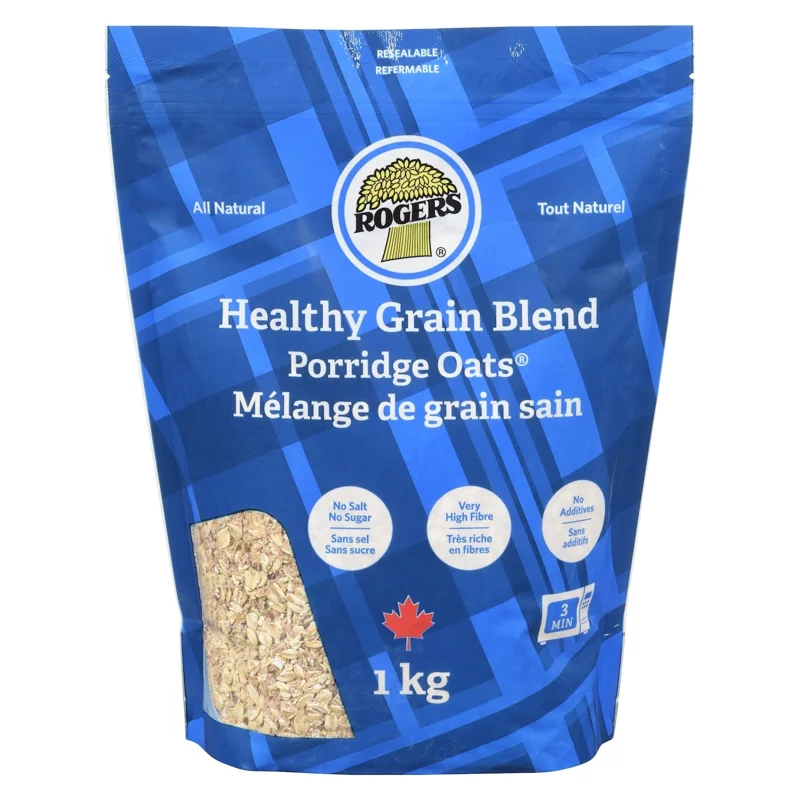 RESEALABLE
REFERMABLE
All Natural
ROGERS
®
Tout Naturel
Healthy Grain Blend
Porridge Oats®
Mélange de grain sain
No Salt
No Sugar
Sans sel
Sans sucre
Very
High Fibre
Très riche
en fibres
No
Additives
Sans
additifs
3
MIN
1 kg